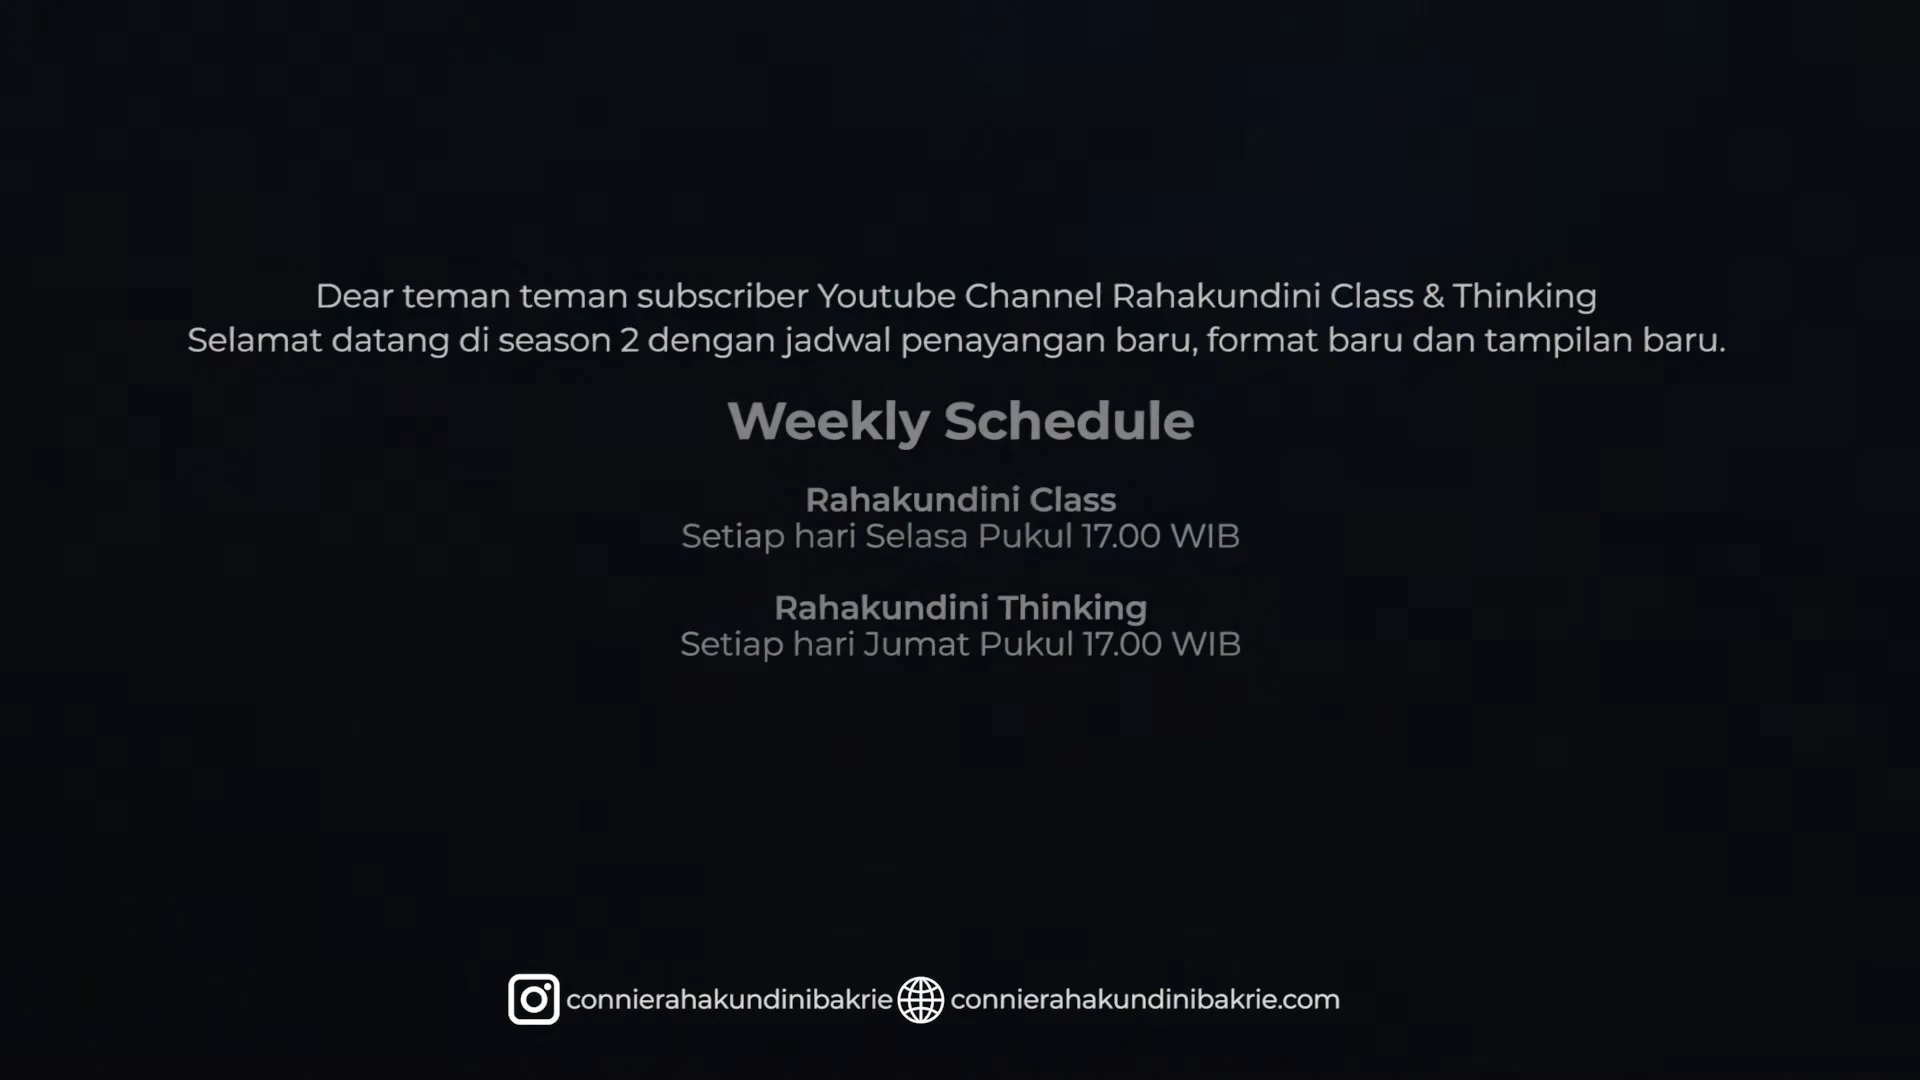 Dear teman teman subscriber Youtube Channel Rahakundini Class & Thinking
Selamat datang di season 2 dengan jadwal penayangan baru, format baru dan tampilan baru.
Weekly Schedule
Rahakundini Class
Setiap hari Selasa Pukul 17.00 WIB
Rahakundini Thinking
Setiap hari Jumat Pukul 17.00 WIB
connierahakundinibakrie connierahakundinibakrie.com